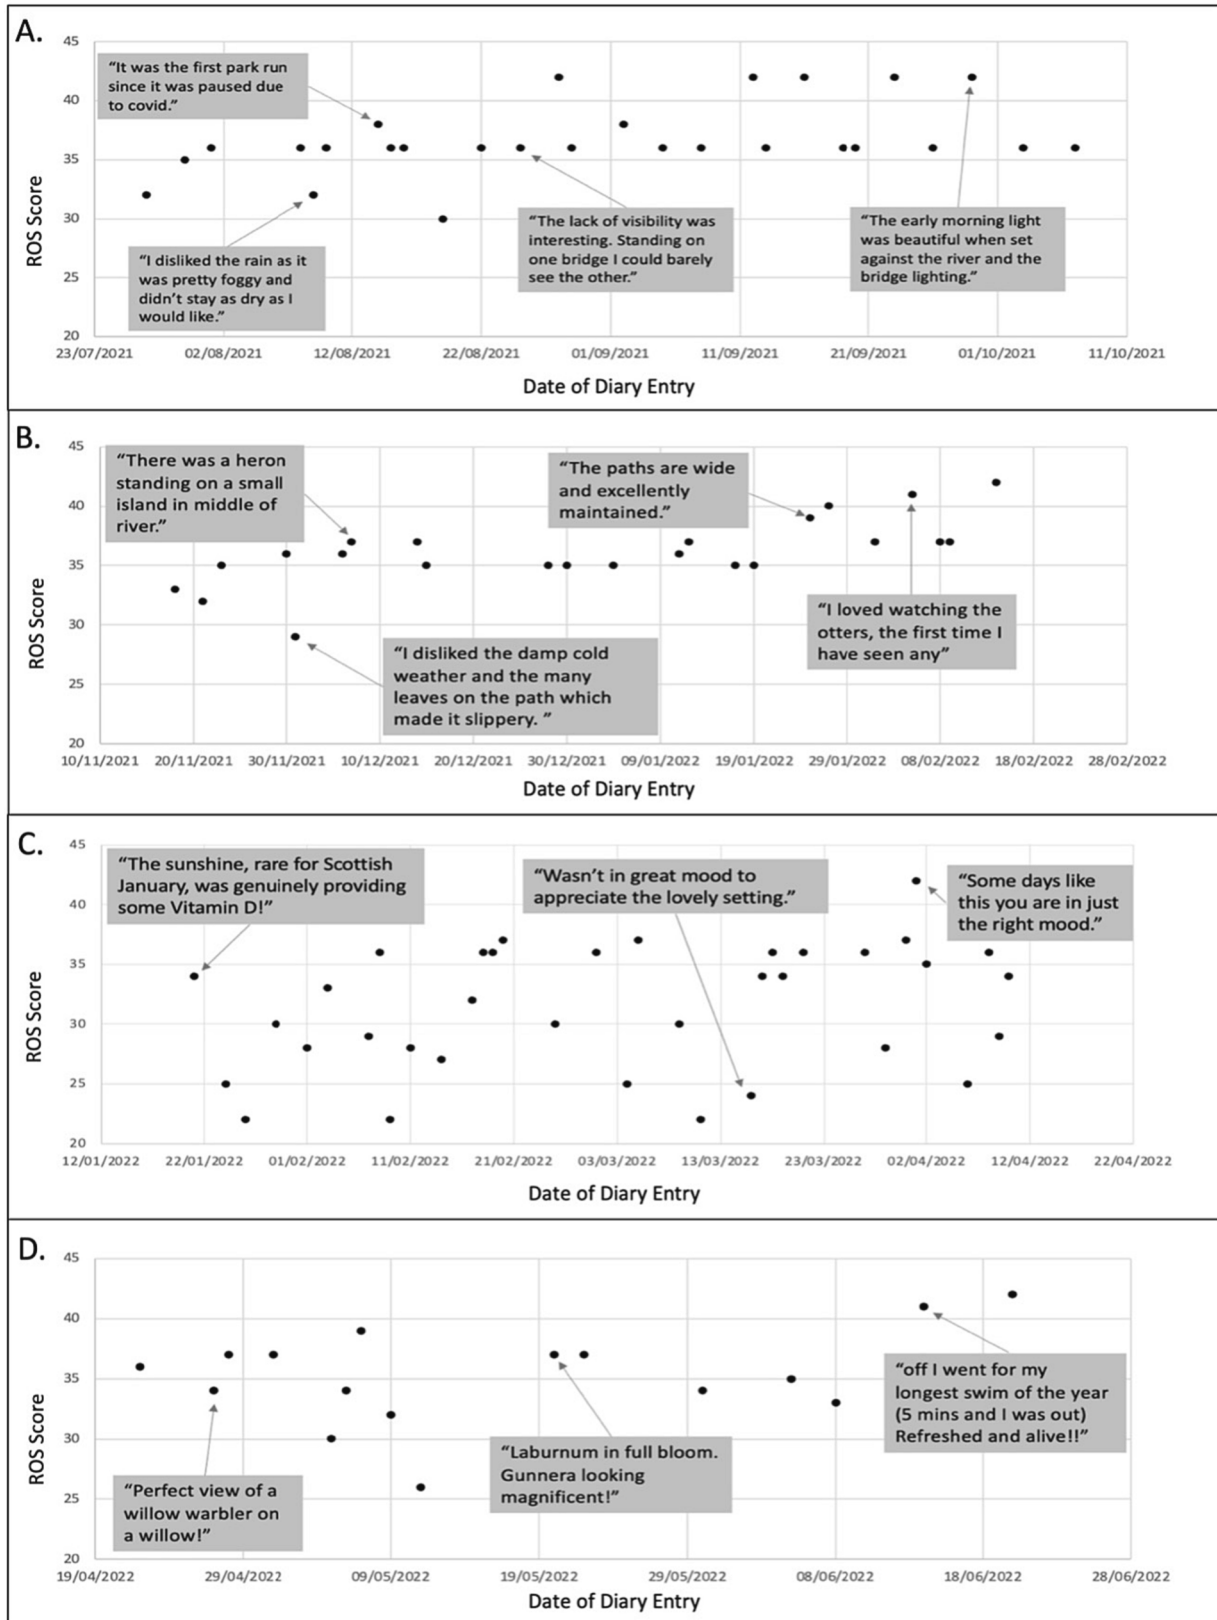 A.
45
40
35
30
25
20
ROS Score
"It was the first park run
since it was paused due
to covid."
"I disliked the rain as it
was pretty foggy and
didn't stay as dry as I
would like."
"The lack of visibility was
interesting. Standing on
one bridge I could barely
see the other."
"The early morning light
was beautiful when set
against the river and the
bridge lighting."
23/07/2021 02/08/2021 12/08/2021 22/08/2021 01/09/2021 11/09/2021 21/09/2021 01/10/2021 11/10/2021
Date of Diary Entry
B.
45
40
35
30
25
20
ROS Score
"There was a heron
standing on a small
island in middle of
river."
"The paths are wide
and excellently
maintained."
"I disliked the damp cold
weather and the many
leaves on the path which
made it slippery. "
"I loved watching the
otters, the first time I
have seen any"
10/11/2021 20/11/2021 30/11/2021 10/12/2021 20/12/2021 30/12/2021 09/01/2022 19/01/2022 29/01/2022 08/02/2022 18/02/2022 28/02/2022
Date of Diary Entry
C.
45
40
35
30
25
20
ROS Score
"The sunshine, rare for Scottish
January, was genuinely providing
some Vitamin D!"
"Wasn't in great mood to
appreciate the lovely setting."
"Some days like
this you are in just
the right mood."
12/01/2022 22/01/2022 01/02/2022 11/02/2022 21/02/2022 03/03/2022 13/03/2022 23/03/2022 02/04/2022 12/04/2022 22/04/2022
Date of Diary Entry
D.
45
40
35
30
25
20
ROS Score
"Perfect view of a
willow warbler on
a willow!"
"Laburnum in full bloom.
Gunnera looking
magnificent!"
"off I went for my
longest swim of the year
(5 mins and I was out)
Refreshed and alive!!"
19/04/2022 29/04/2022 09/05/2022 19/05/2022 29/05/2022 08/06/2022 18/06/2022 28/06/2022
Date of Diary Entry